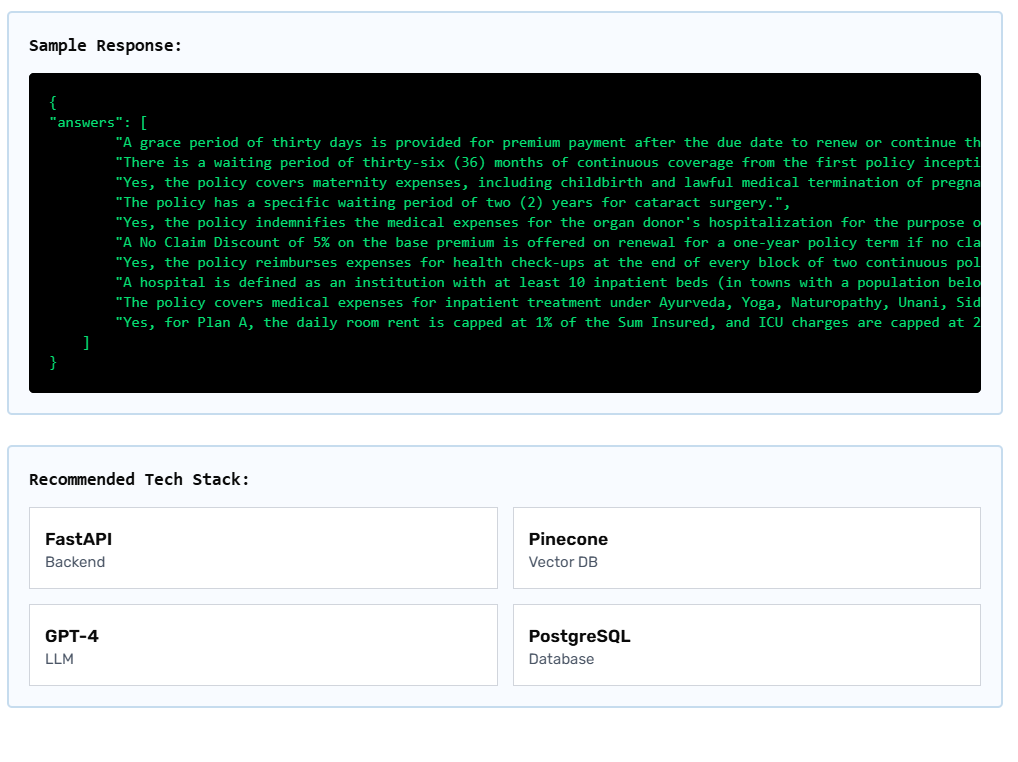 Sample Response:
{
"answers": [
"A grace period of thirty days is provided for premium payment after the due date to renew or continue th
"There is a waiting period of thirty-six (36) months of continuous coverage from the first policy incepti
"Yes, the policy covers maternity expenses, including childbirth and lawful medical termination of pregna
"The policy has a specific waiting period of two (2) years for cataract surgery.",
"Yes, the policy indemnifies the medical expenses for the organ donor's hospitalization for the purpose o
"A No Claim Discount of 5% on the base premium is offered on renewal for a one-year policy term if no cla
"Yes, the policy reimburses expenses for health check-ups at the end of every block of two continuous pol
"A hospital is defined as an institution with at least 10 inpatient beds (in towns with a population belo
"The policy covers medical expenses for inpatient treatment under Ayurveda, Yoga, Naturopathy, Unani, Sid
"Yes, for Plan A, the daily room rent is capped at 1% of the Sum Insured, and ICU charges are capped at 2
]
}
Recommended Tech Stack:
FastAPI
Backend
Pinecone
Vector DB
GPT-4
LLM
PostgreSQL
Database